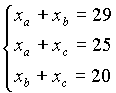 x_a + x_b = 29
x_a + x_c = 25
x_b + x_c = 20